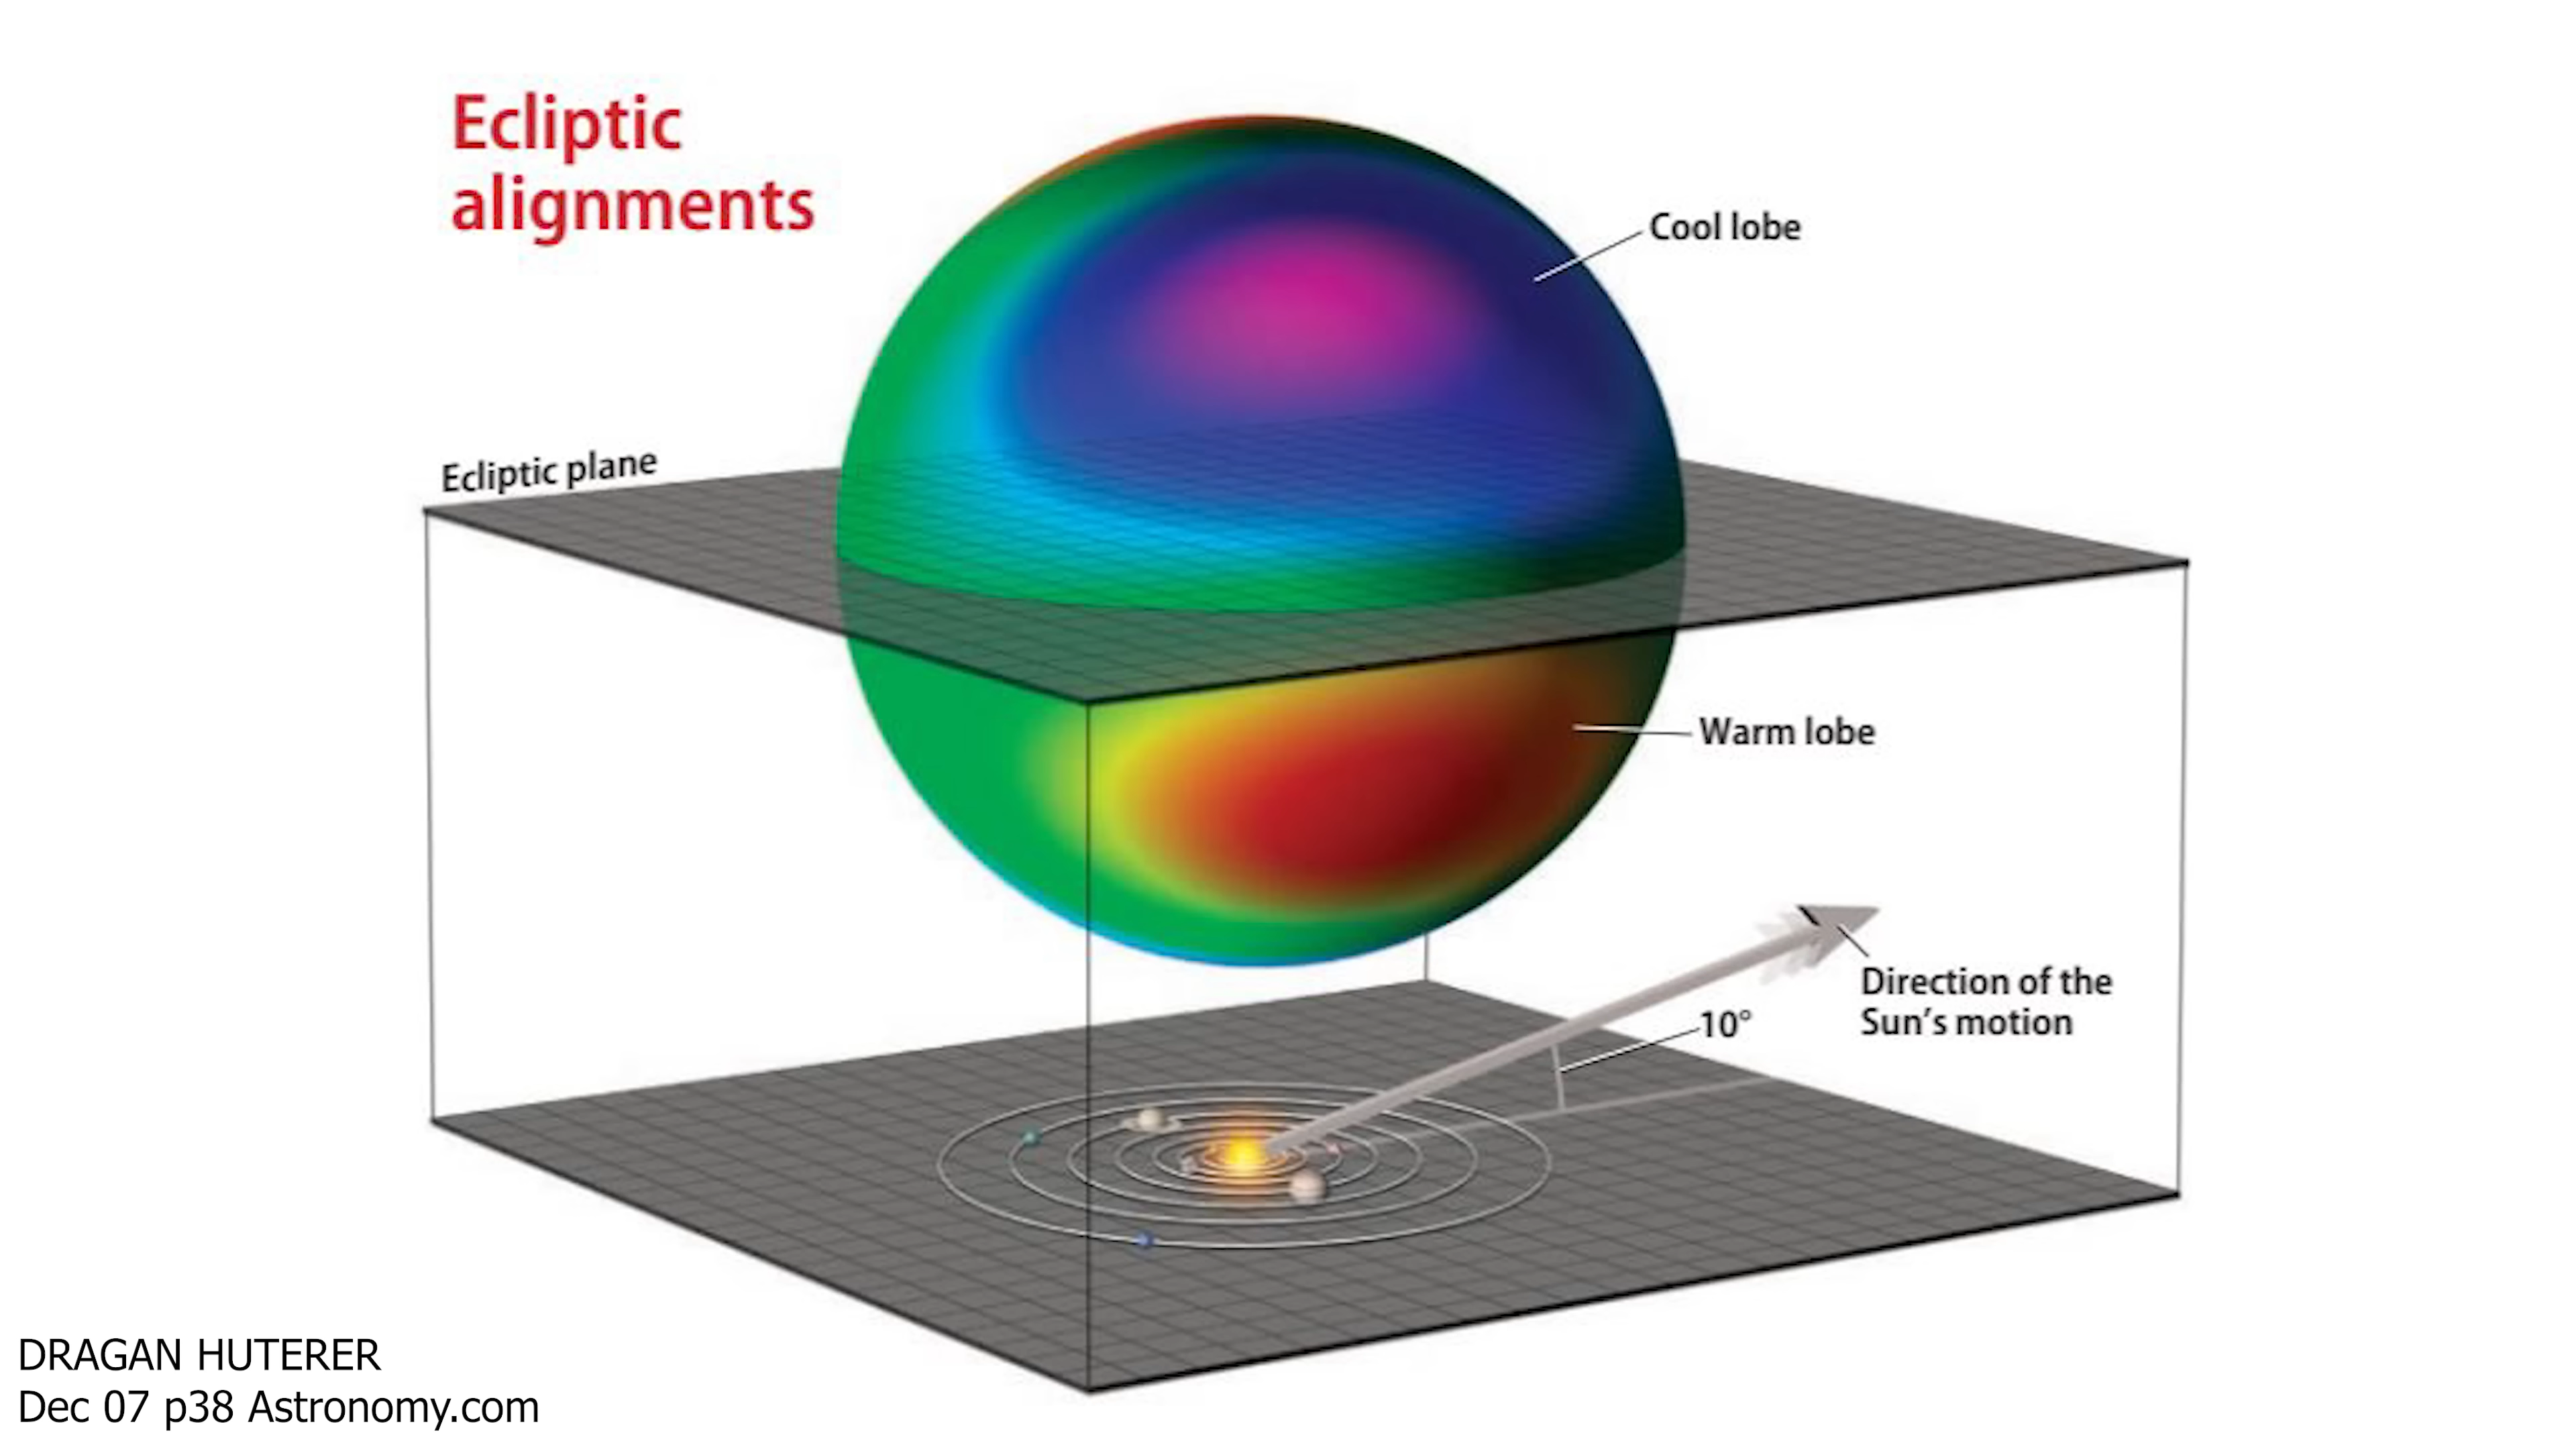 Ecliptic
alignments
Cool lobe
Ecliptic plane
Warm lobe
Direction of the
Sun's motion
10°
DRAGAN HUTERER
Dec 07 p38 Astronomy.com